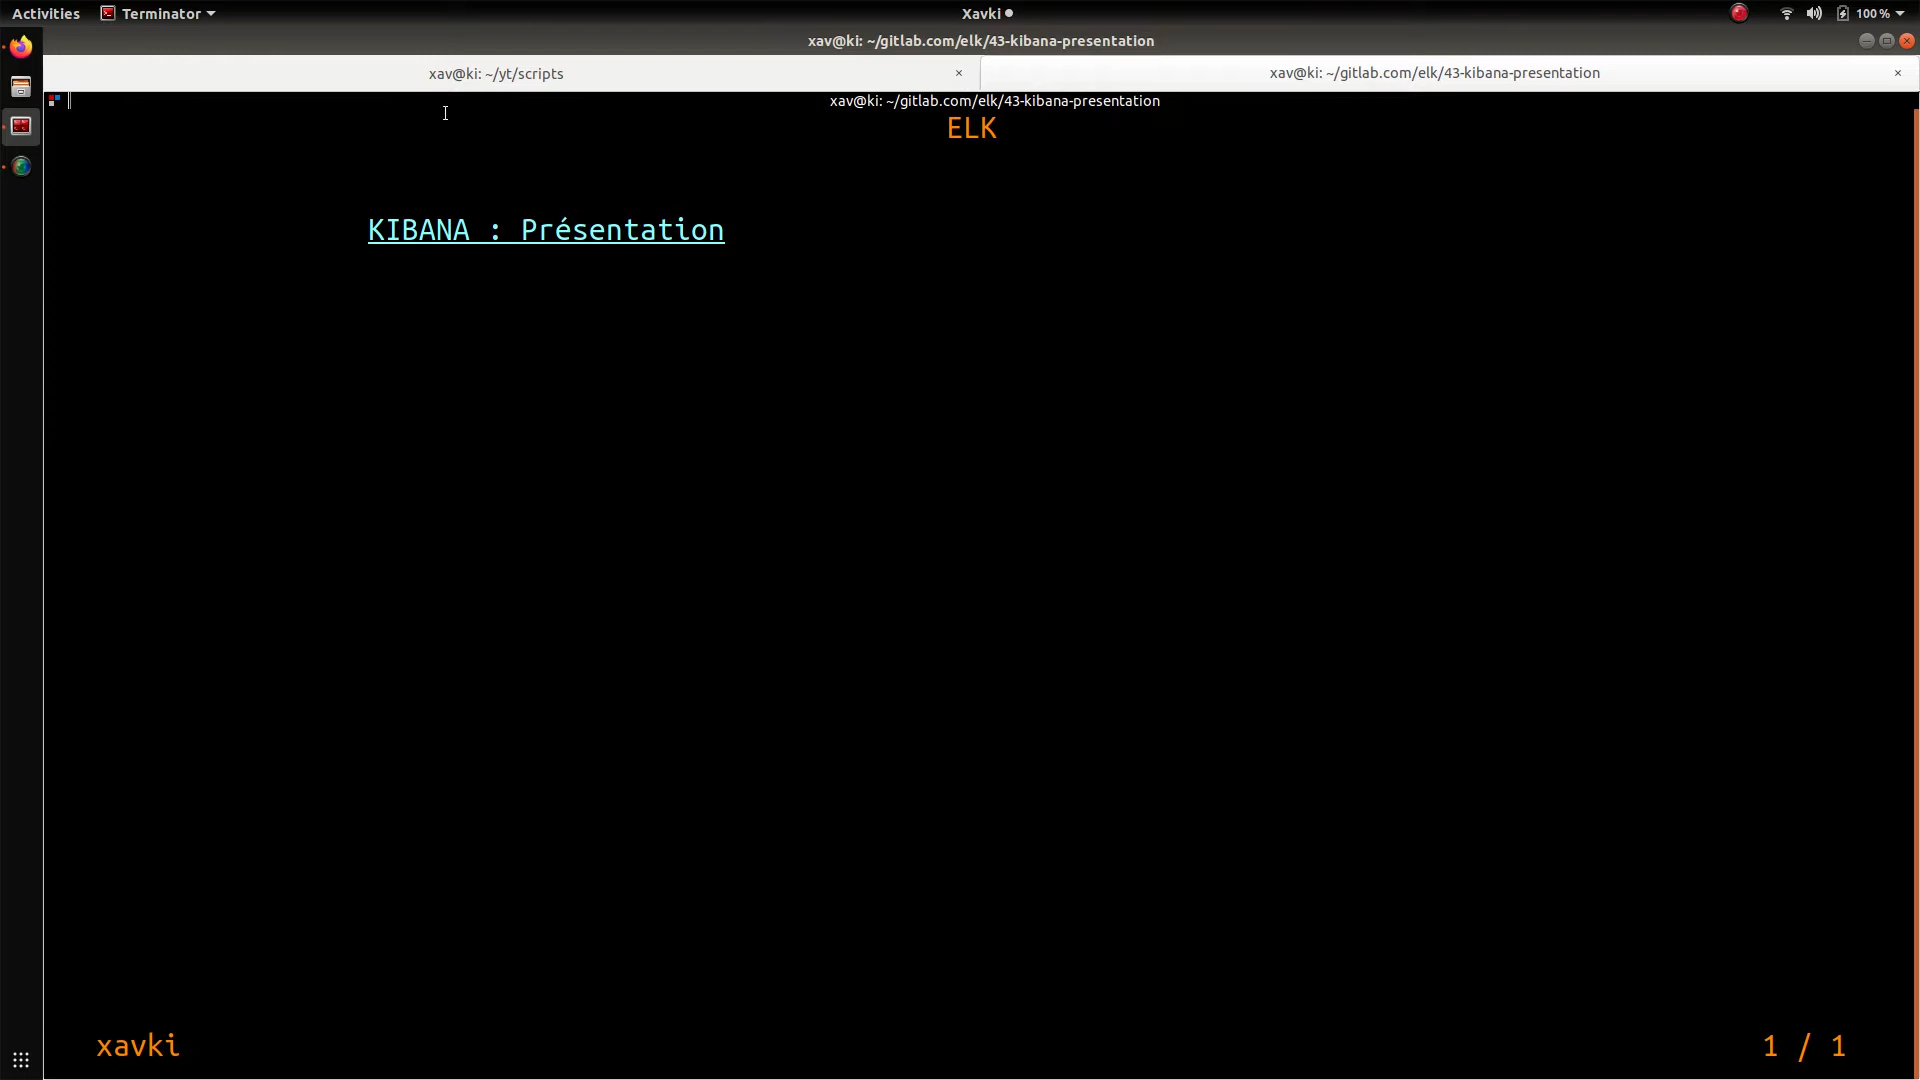 Activities Terminator Xavki 100 %
xav@ki: ~/gitlab.com/elk/43-kibana-presentation
xav@ki: ~/yt/scripts × xav@ki: ~/gitlab.com/elk/43-kibana-presentation ×
xav@ki: ~/gitlab.com/elk/43-kibana-presentation
ELK
KIBANA : Présentation
xavki 1 / 1